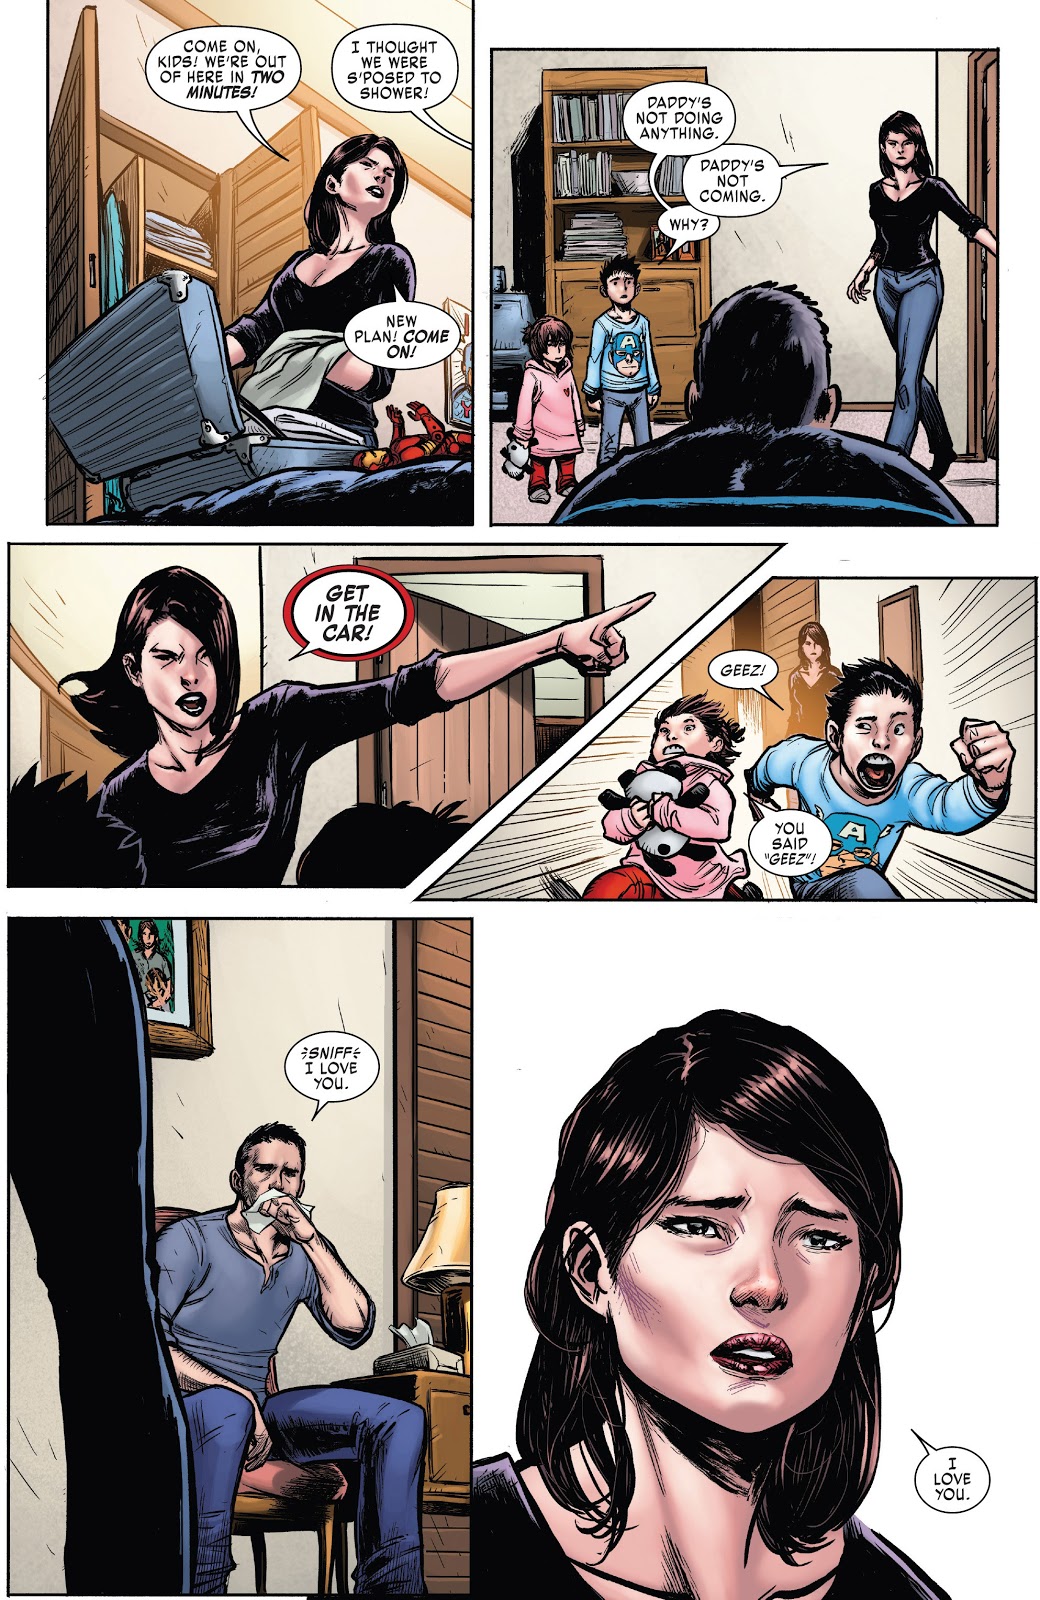 COME ON,
KIDS! WE'RE OUT
OF HERE IN TWO
MINUTES!
I THOUGHT
WE WERE
S'POSED TO
SHOWER!
NEW
PLAN! COME
ON!
DADDY'S
NOT DOING
ANYTHING.
DADDY'S
NOT
COMING.
WHY?
A
GET
IN THE
CAR!
GEEZ!
YOU
SAID
"GEEZ"!
A
SNIFF
I LOVE
YOU.
I
LOVE
YOU.